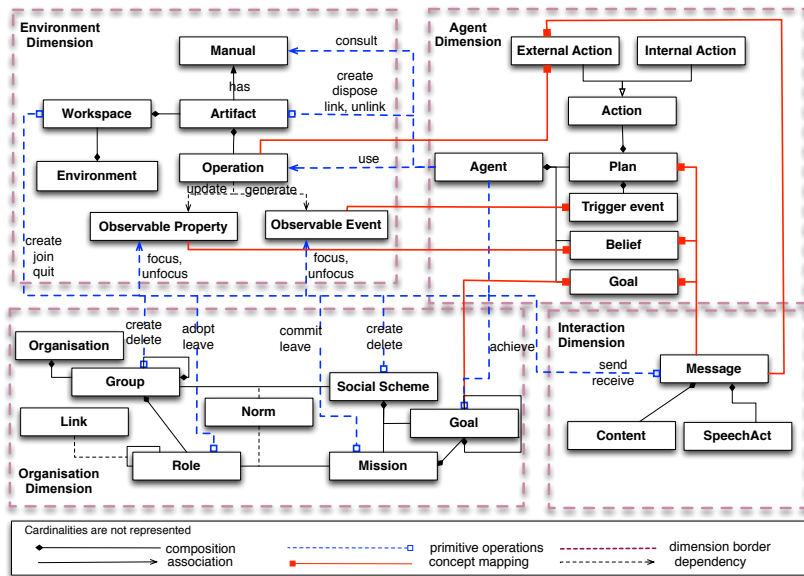 Environment
Dimension
Manual
consult
has
create
dispose
link, unlink
Workspace
Artifact
Environment
Operation
use
update
generate
Observable Property
Observable Event
create
join
quit
focus,
unfocus
focus,
unfocus
Agent
Dimension
External Action
Internal Action
Action
Agent
Plan
Trigger event
Belief
Goal
Organisation
create
delete
adopt
leave
commit
leave
create
delete
achieve
Group
Social Scheme
Link
Norm
Goal
Role
Mission
Organisation
Dimension
Interaction
Dimension
send
receive
Message
Content
SpeechAct
Cardinalities are not represented
composition
primitive operations
dimension border
association
concept mapping
dependency